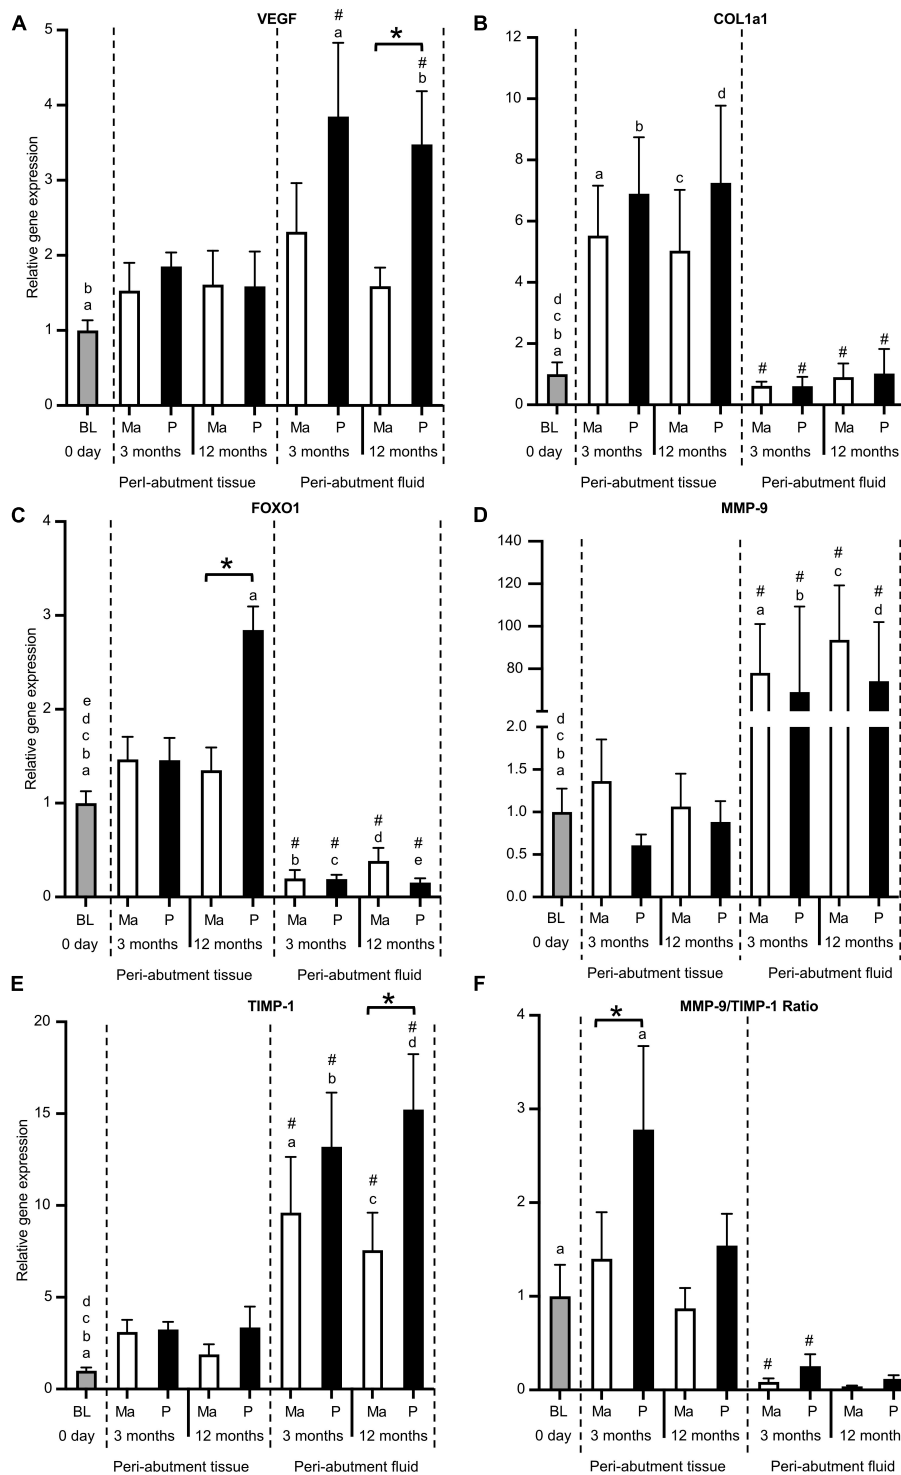 A
VEGF
Relative gene expression
5
4
3
2
1
0
b
a
#
a
*
#
b
BL
Ma
P
Ma
P
Ma
P
Ma
P
0 day
3 months
12 months
3 months
12 months
PerI-abutment tissue
Peri-abutment fluid
B
COL1a1
12
10
8
6
4
2
0
d
c
b
a
a
b
c
d
#
#
#
#
BL
Ma
P
Ma
P
Ma
P
Ma
P
0 day
3 months
12 months
3 months
12 months
Peri-abutment tissue
Peri-abutment fluid
C
FOXO1
Relative gene expression
4
3
2
1
0
e
d
c
b
a
*
a
#
b
#
c
#
d
#
e
BL
Ma
P
Ma
P
Ma
P
Ma
P
0 day
3 months
12 months
3 months
12 months
Peri-abutment tissue
Peri-abutment fluid
D
MMP-9
140
120
100
80
2.0
1.5
1.0
0.5
0.0
d
c
b
a
#
a
#
b
#
c
#
d
BL
Ma
P
Ma
P
Ma
P
Ma
P
0 day
3 months
12 months
3 months
12 months
Peri-abutment tissue
Peri-abutment fluid
E
TIMP-1
Relative gene expression
20
15
10
5
0
d
c
b
a
#
a
#
b
#
c
*
#
d
BL
Ma
P
Ma
P
Ma
P
Ma
P
0 day
3 months
12 months
3 months
12 months
Peri-abutment tissue
Peri-abutment fluid
F
MMP-9/TIMP-1 Ratio
4
3
2
1
0
a
*
a
#
#
BL
Ma
P
Ma
P
Ma
P
Ma
P
0 day
3 months
12 months
3 months
12 month
Peri-abutment tissue
Peri-abutment fluid